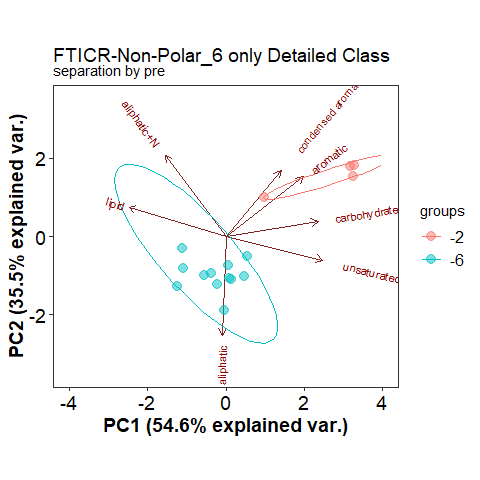 FTICR-Non-Polar_6 only Detailed Class
separation by pre
aliphatic+N
condensed aroma
aromatic
lipid
carbohydrate
unsaturated
aliphatic
groups
-2
-6
2
0
-2
-4
-2
0
2
4
PC1 (54.6% explained var.)
PC2 (35.5% explained var.)